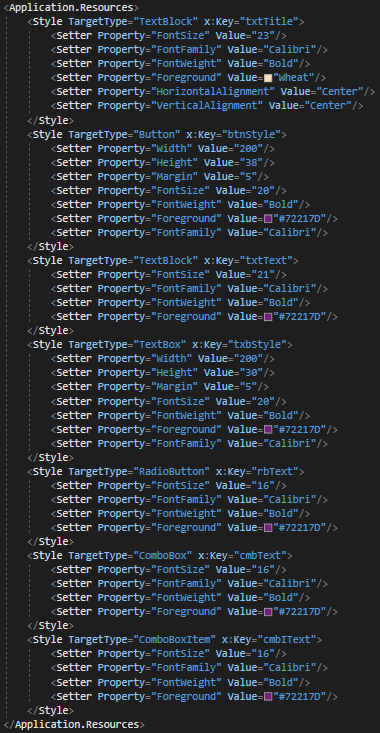 <Application.Resources>
<Style TargetType="TextBlock" x:Key="txtTitle">
<Setter Property="FontSize" Value="23"/>
<Setter Property="FontFamily" Value="Calibri"/>
<Setter Property="FontWeight" Value="Bold"/>
<Setter Property="Foreground" Value="Wheat"/>
<Setter Property="HorizontalAlignment" Value="Center"/>
<Setter Property="VerticalAlignment" Value="Center"/>
</Style>
<Style TargetType="Button" x:Key="btnStyle">
<Setter Property="Width" Value="200"/>
<Setter Property="Height" Value="38"/>
<Setter Property="Margin" Value="5"/>
<Setter Property="FontSize" Value="20"/>
<Setter Property="FontWeight" Value="Bold"/>
<Setter Property="Foreground" Value="#72217D"/>
<Setter Property="FontFamily" Value="Calibri"/>
</Style>
<Style TargetType="TextBlock" x:Key="txtText">
<Setter Property="FontSize" Value="21"/>
<Setter Property="FontFamily" Value="Calibri"/>
<Setter Property="FontWeight" Value="Bold"/>
<Setter Property="Foreground" Value="#72217D"/>
</Style>
<Style TargetType="TextBox" x:Key="txbStyle">
<Setter Property="Width" Value="200"/>
<Setter Property="Height" Value="30"/>
<Setter Property="Margin" Value="5"/>
<Setter Property="FontSize" Value="20"/>
<Setter Property="FontWeight" Value="Bold"/>
<Setter Property="Foreground" Value="#72217D"/>
<Setter Property="FontFamily" Value="Calibri"/>
</Style>
<Style TargetType="RadioButton" x:Key="rbText">
<Setter Property="FontSize" Value="16"/>
<Setter Property="FontFamily" Value="Calibri"/>
<Setter Property="FontWeight" Value="Bold"/>
<Setter Property="Foreground" Value="#72217D"/>
</Style>
<Style TargetType="ComboBox" x:Key="cmbText">
<Setter Property="FontSize" Value="16"/>
<Setter Property="FontFamily" Value="Calibri"/>
<Setter Property="FontWeight" Value="Bold"/>
<Setter Property="Foreground" Value="#72217D"/>
</Style>
<Style TargetType="ComboBoxItem" x:Key="cmbIText">
<Setter Property="FontSize" Value="16"/>
<Setter Property="FontFamily" Value="Calibri"/>
<Setter Property="FontWeight" Value="Bold"/>
<Setter Property="Foreground" Value="#72217D"/>
</Style>
</Application.Resources>